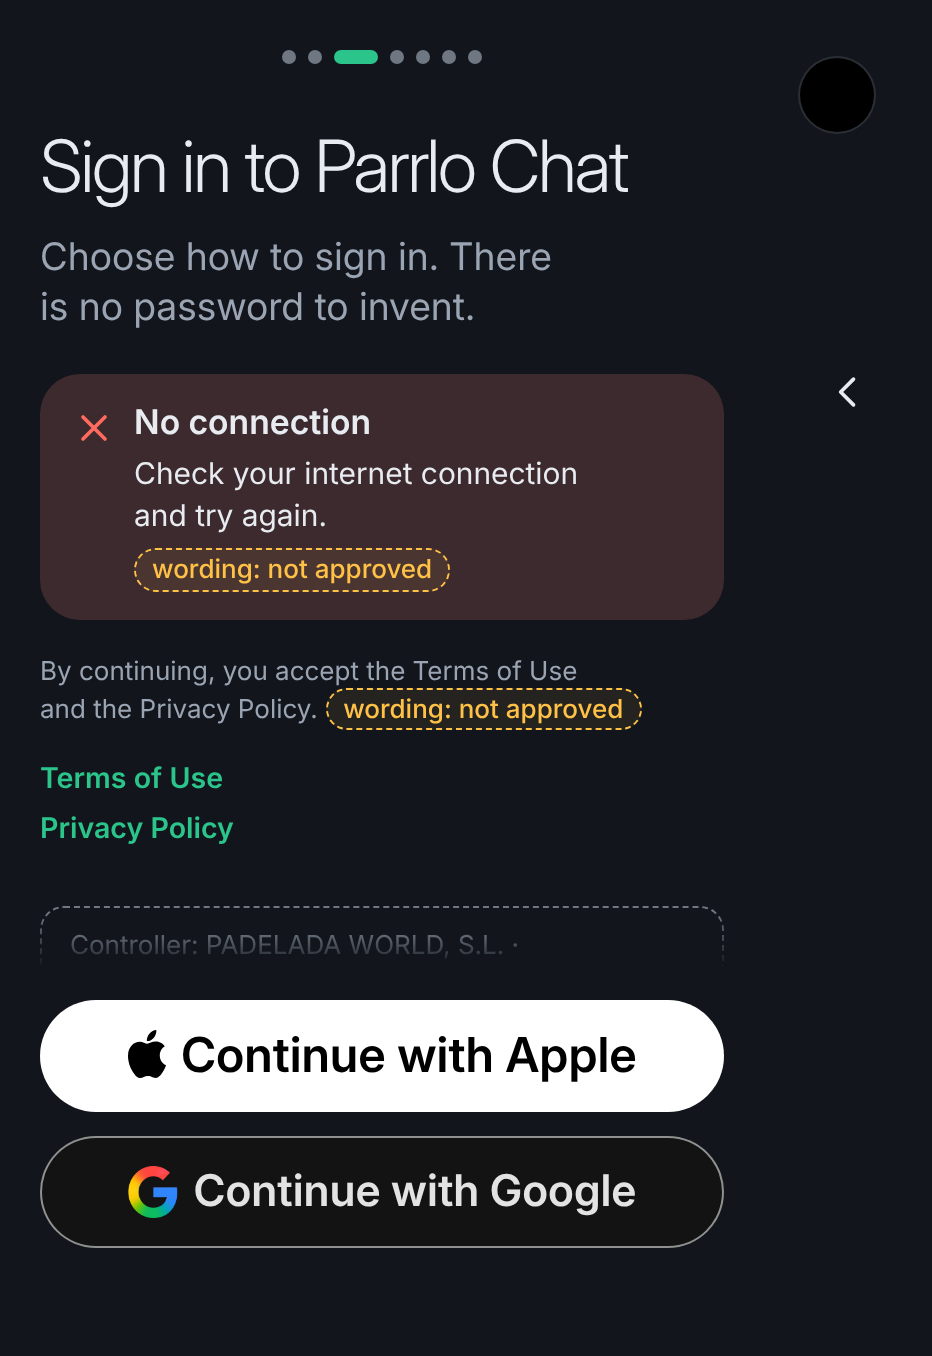 Sign in to Parrlo Chat
Choose how to sign in. There
is no password to invent.
No connection
Check your internet connection
and try again.
wording: not approved
By continuing, you accept the Terms of Use
and the Privacy Policy. wording: not approved
Terms of Use
Privacy Policy
Controller: PADELADA WORLD, S.L. ·
Continue with Apple
Continue with Google